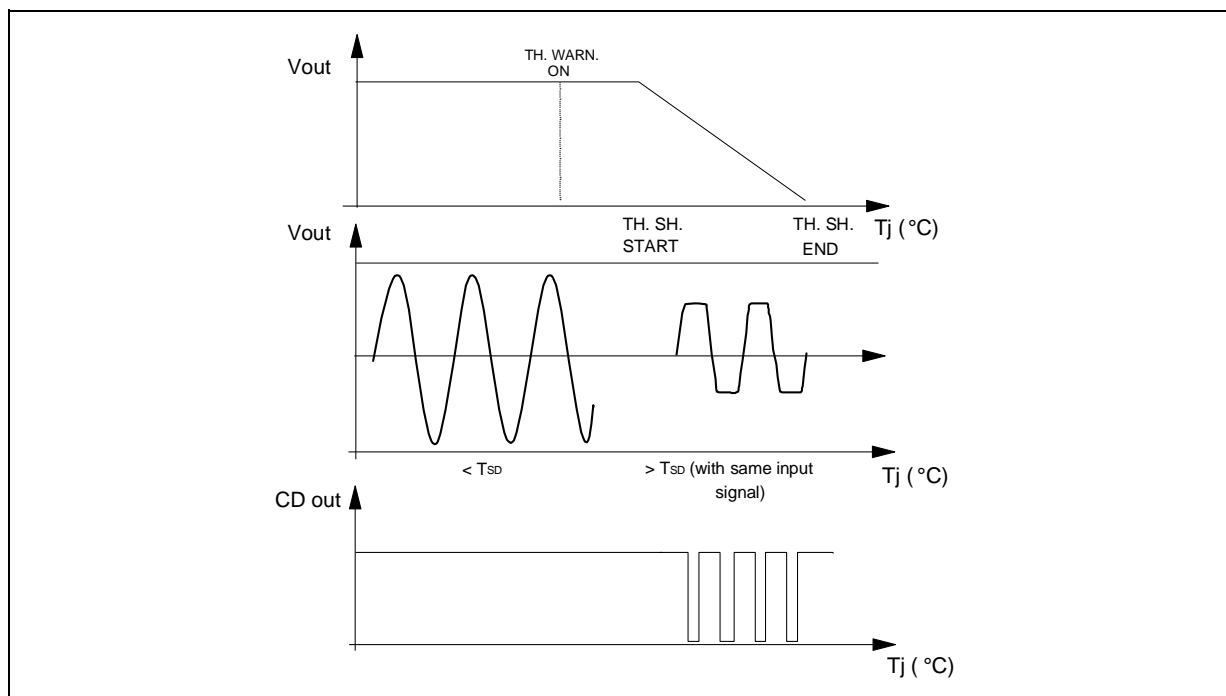 Vout
TH. WARN.
ON
TH. SH.
START
TH. SH.
END
Tj ( °C)
Vout
< TSD
> TSD (with same input
signal)
Tj ( °C)
CD out
Tj ( °C)